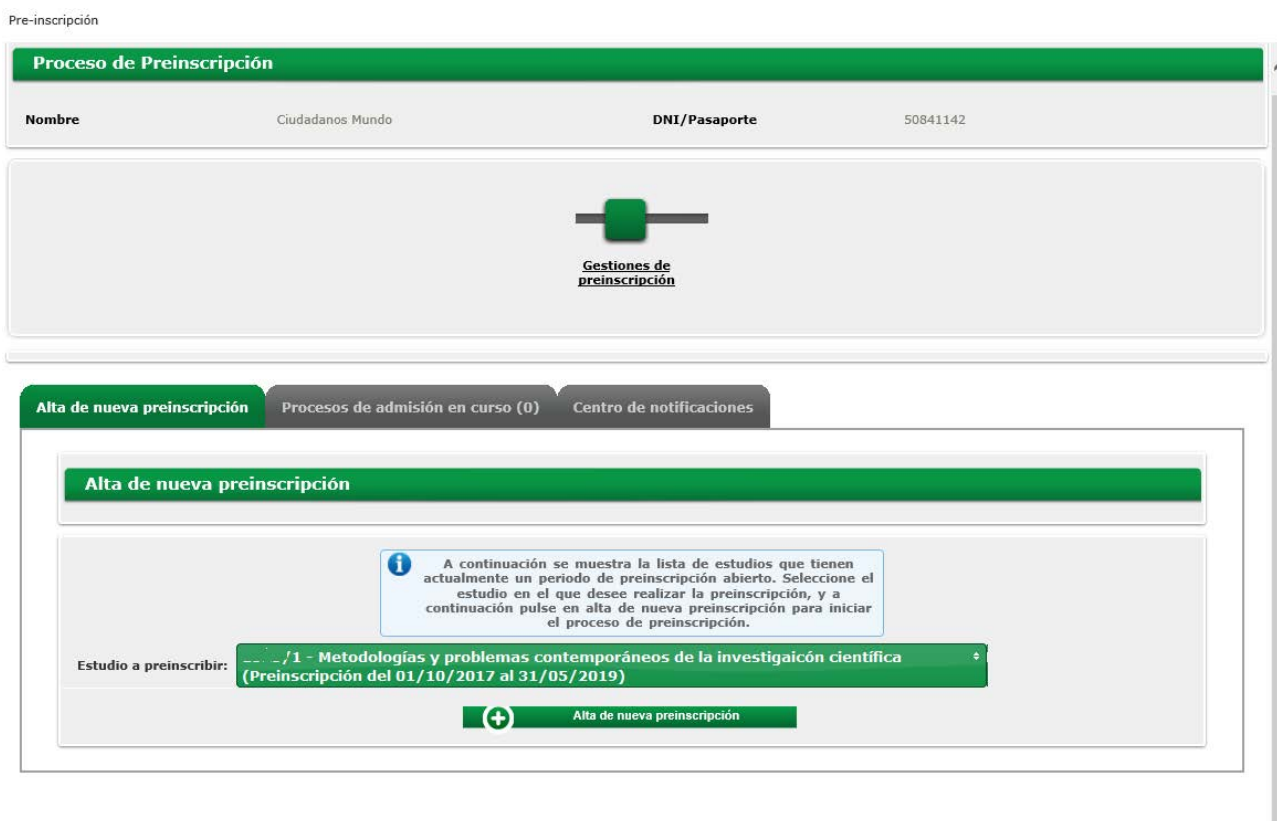 Pre-inscripción
Proceso de Preinscripción
Nombre Ciudadanos Mundo DNI/Pasaporte 50841142
Gestiones de
preinscripción
Alta de nueva preinscripción Procesos de admisión en curso (0) Centro de notificaciones
Alta de nueva preinscripción
A continuación se muestra la lista de estudios que tienen
actualmente un periodo de preinscripción abierto. Seleccione el
estudio en el que desee realizar la preinscripción, y a
continuación pulse en alta de nueva preinscripción para iniciar
el proceso de preinscripción.
Estudio a preinscribir:
/1 - Metodologías y problemas contemporáneos de la investigaicón científica
(Preinscripción del 01/10/2017 al 31/05/2019)
Alta de nueva preinscripción